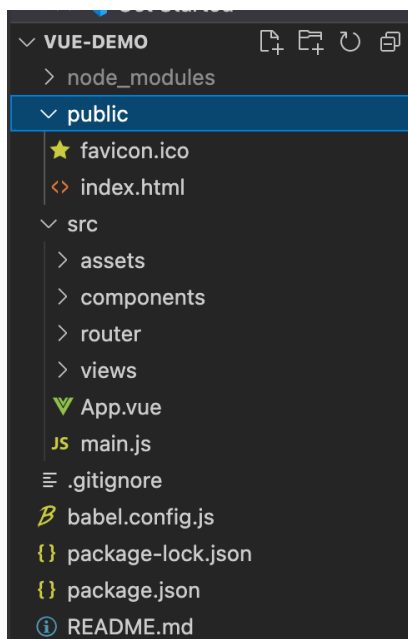 VUE-DEMO
node_modules
public
favicon.ico
index.html
src
assets
components
router
views
App.vue
JS main.js
.gitignore
babel.config.js
{} package-lock.json
{} package.json
README.md